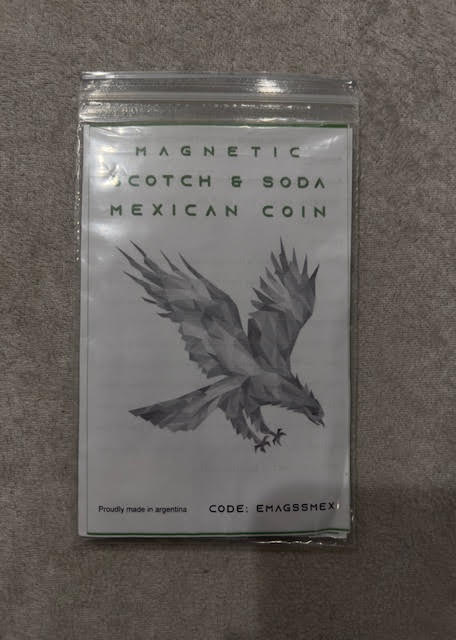 MAGNETIC
SCOTCH & SODA
MEXICAN COIN
Proudly made in argentina
CODE: EMAGSSMEX